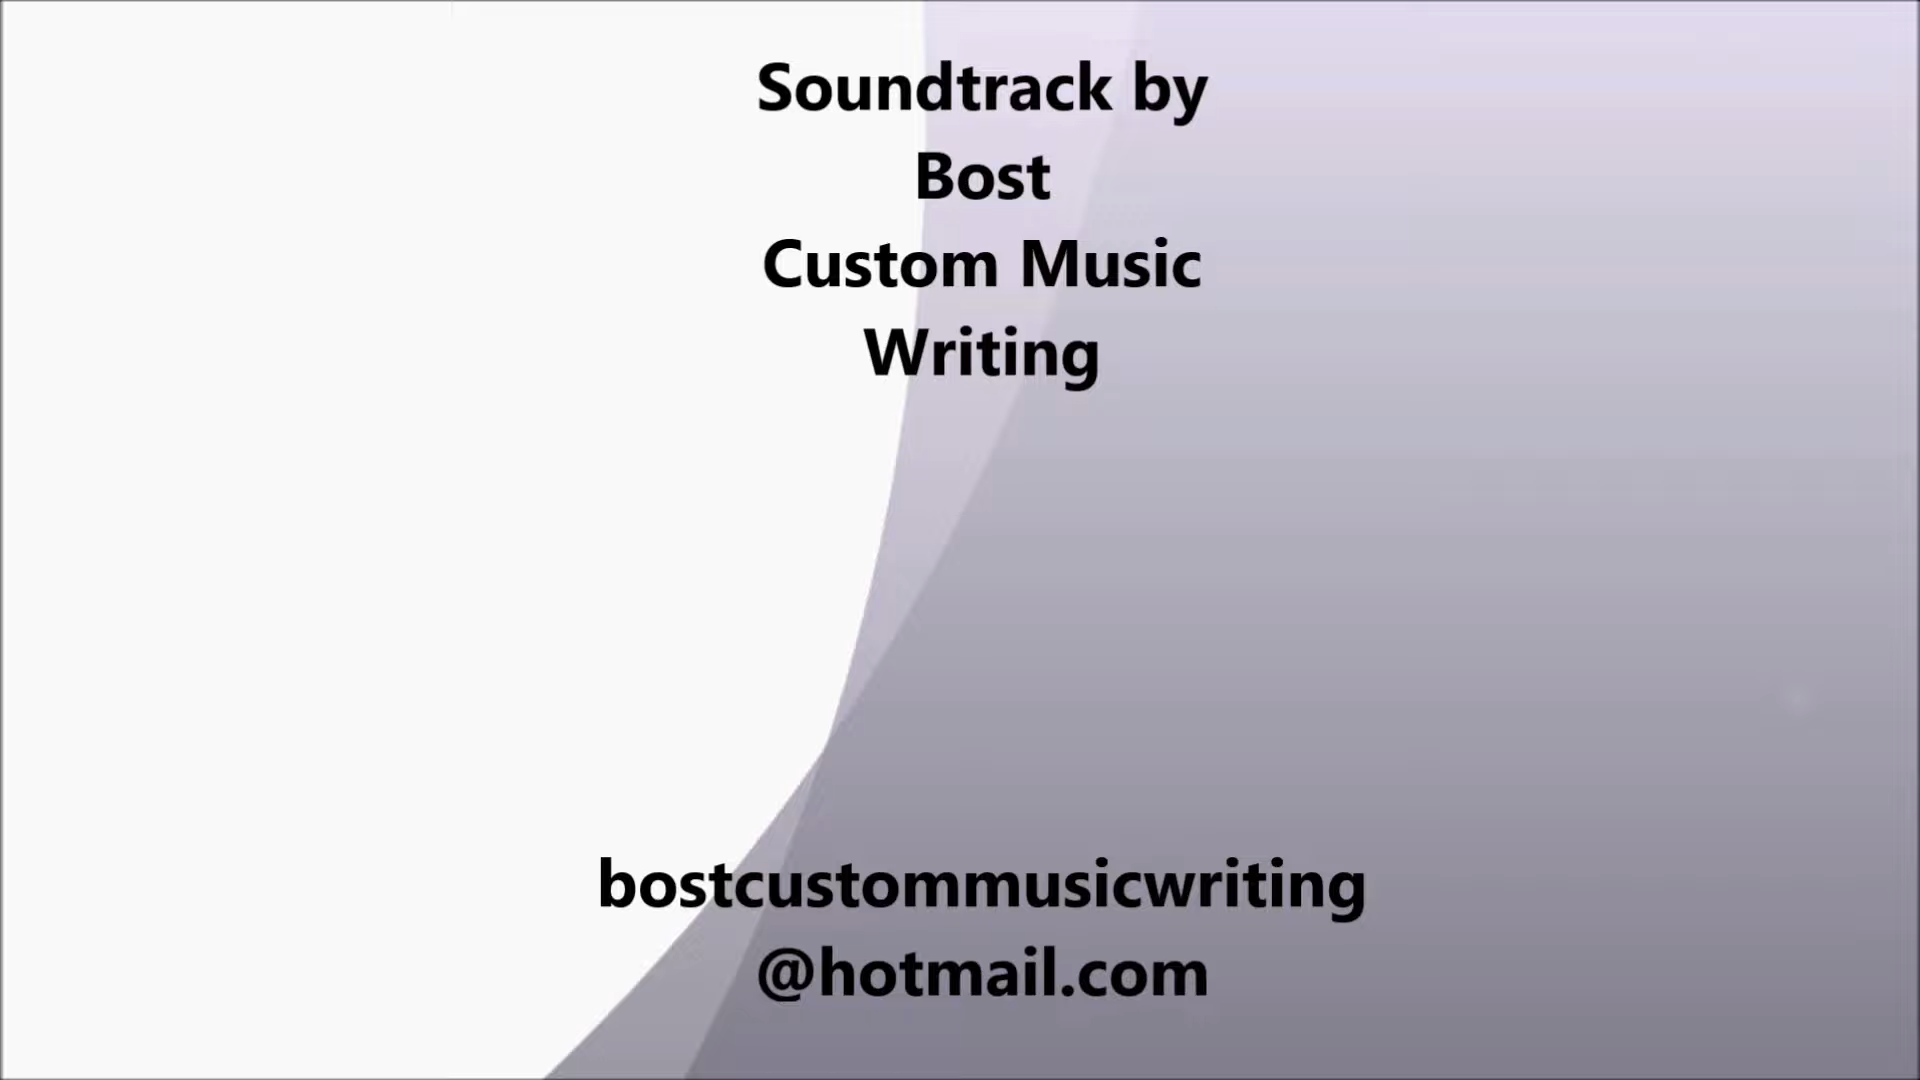 Soundtrack by
Bost
Custom Music
Writing
bostcustommusicwriting
@hotmail.com